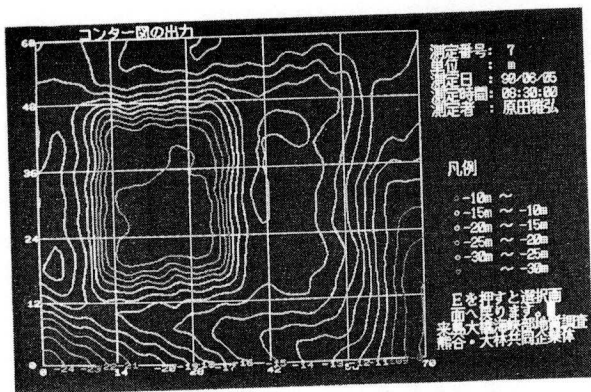 コンター図の出力
測定番号: 7
単位 : m
測定日 : 90/06/05
測定時間: 08:30:00
測定者 : 原田雅弘
60
48
36
24
12
0
凡例
-10m ～
-15m ～ -10m
-20m ～ -15m
-25m ～ -20m
-30m ～ -25m
～ -30m
Eを押すと選択画
面へ戻ります。
熊谷・大林共同企業体
0 14 28 42 70